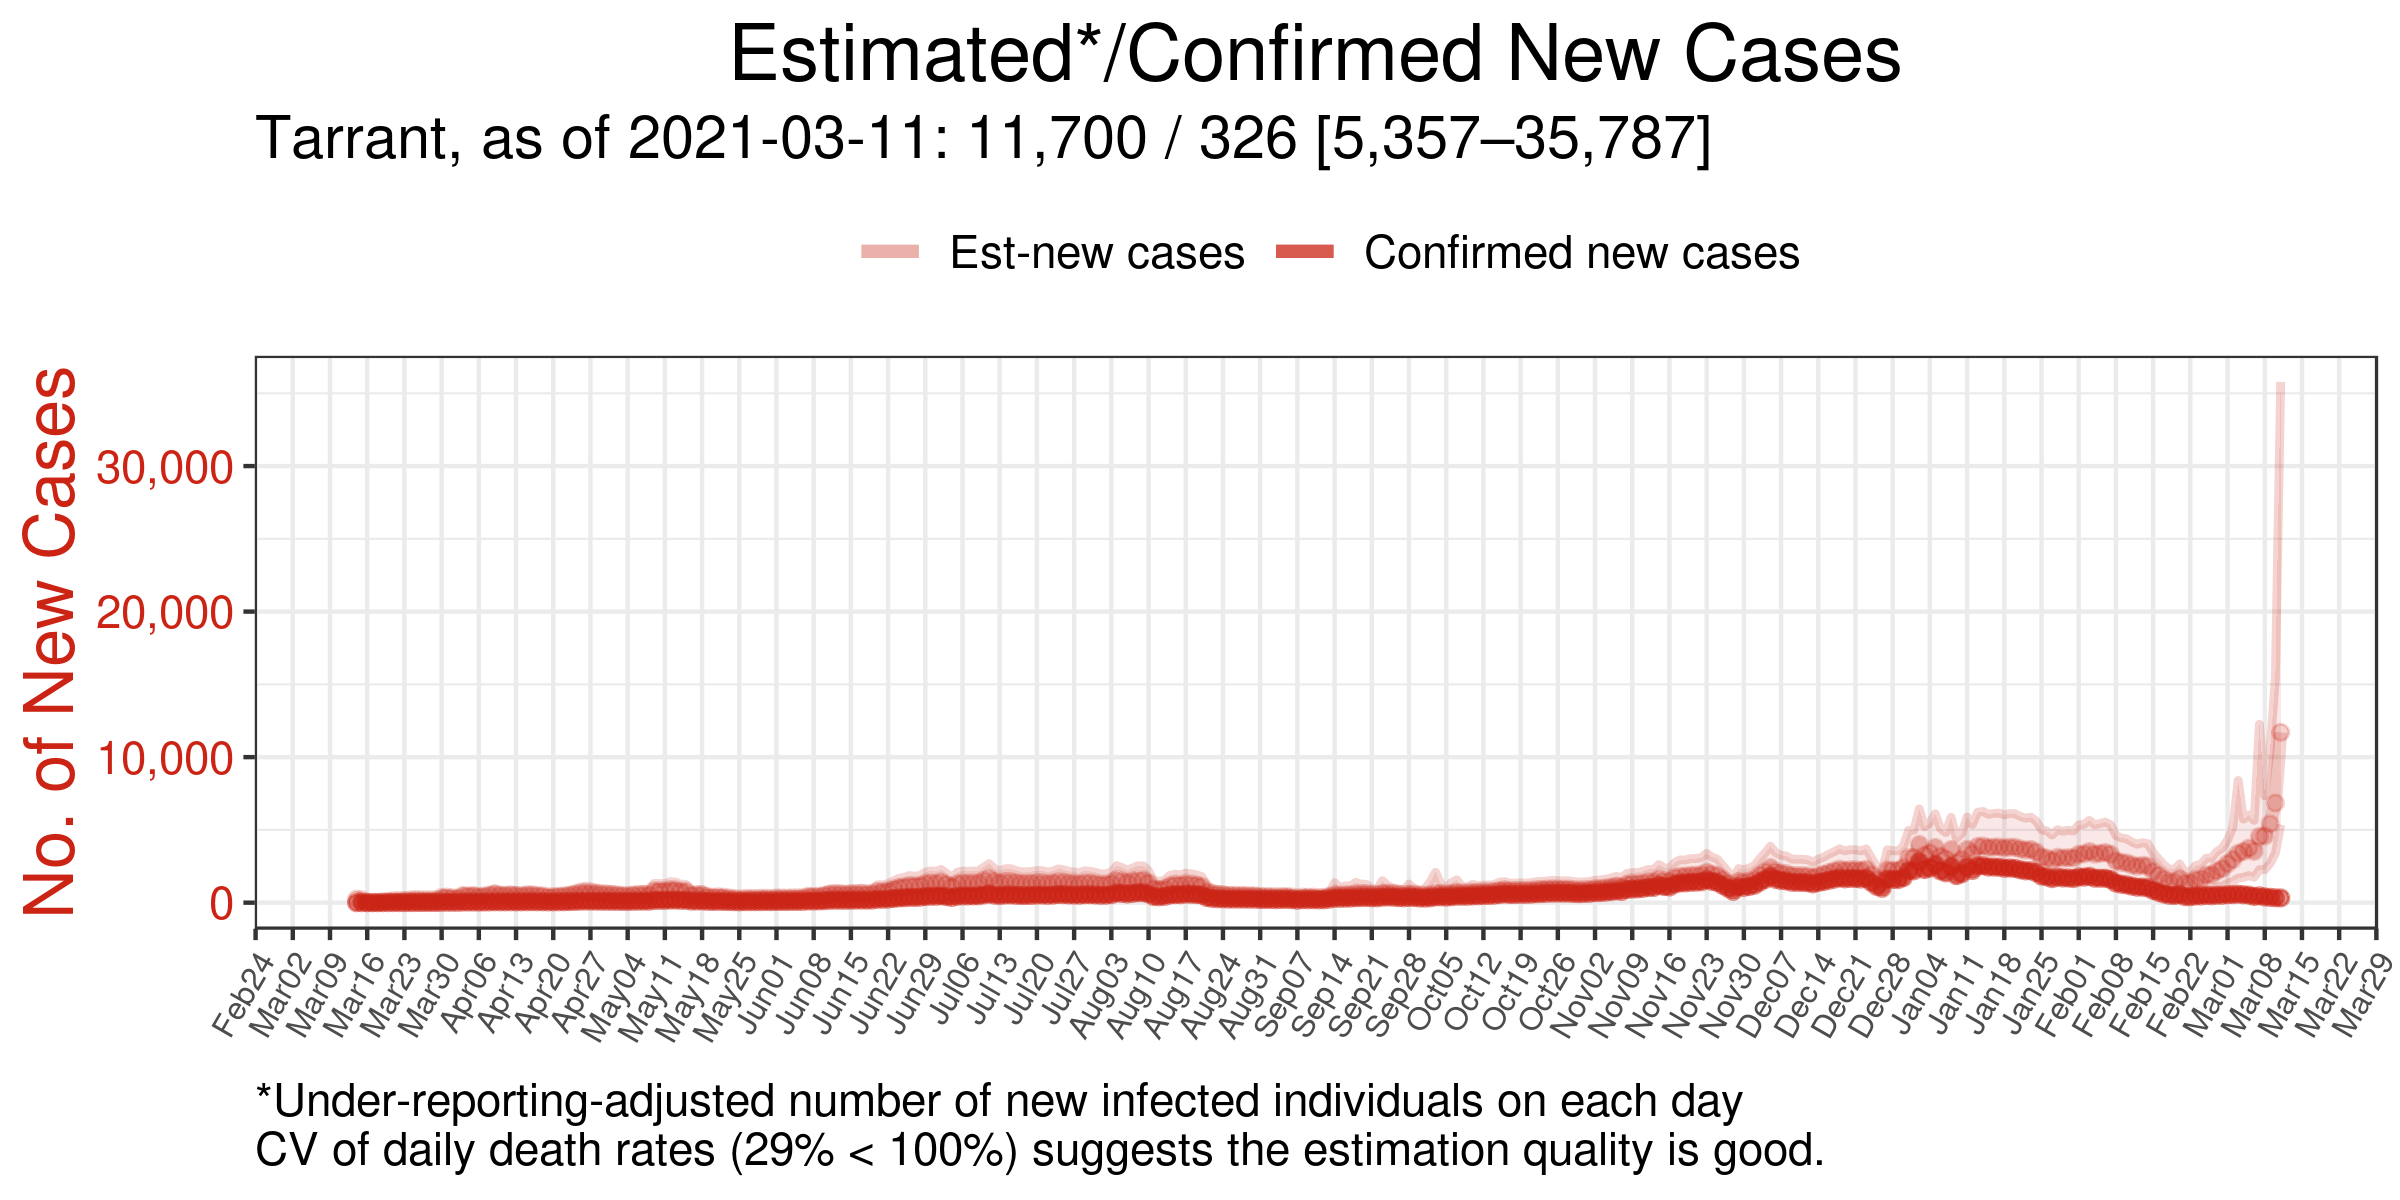 Estimated*/Confirmed New Cases
Tarrant, as of 2021-03-11: 11,700 / 326 [5,357–35,787]
Est-new cases Confirmed new cases
No. of New Cases
30,000
20,000
10,000
0
Feb24 Mar02 Mar09 Mar16 Mar23 Mar30 Apr06 Apr13 Apr20 Apr27 May04 May11 May18 May25 Jun01 Jun08 Jun15 Jun22 Jun29 Jul06 Jul13 Jul20 Jul27 Aug03 Aug10 Aug17 Aug24 Aug31 Sep07 Sep14 Sep21 Sep28 Oct05 Oct12 Oct19 Oct26 Nov02 Nov09 Nov16 Nov23 Nov30 Dec07 Dec14 Dec21 Dec28 Jan04 Jan11 Jan18 Jan25 Feb01 Feb08 Feb15 Feb22 Mar01 Mar08 Mar15 Mar22 Mar29
*Under-reporting-adjusted number of new infected individuals on each day
CV of daily death rates (29% < 100%) suggests the estimation quality is good.